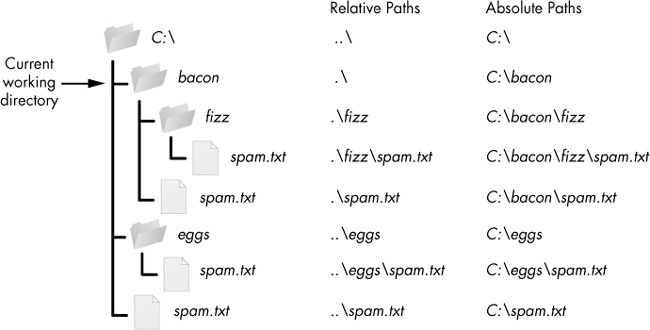 Relative Paths Absolute Paths
C:\ ..\ C:\
Current working directory
bacon .\ C:\bacon
fizz .\fizz C:\bacon\fizz
spam.txt .\fizz\spam.txt C:\bacon\fizz\spam.txt
spam.txt .\spam.txt C:\bacon\spam.txt
eggs ..\eggs C:\eggs
spam.txt ..\eggs\spam.txt C:\eggs\spam.txt
spam.txt ..\spam.txt C:\spam.txt